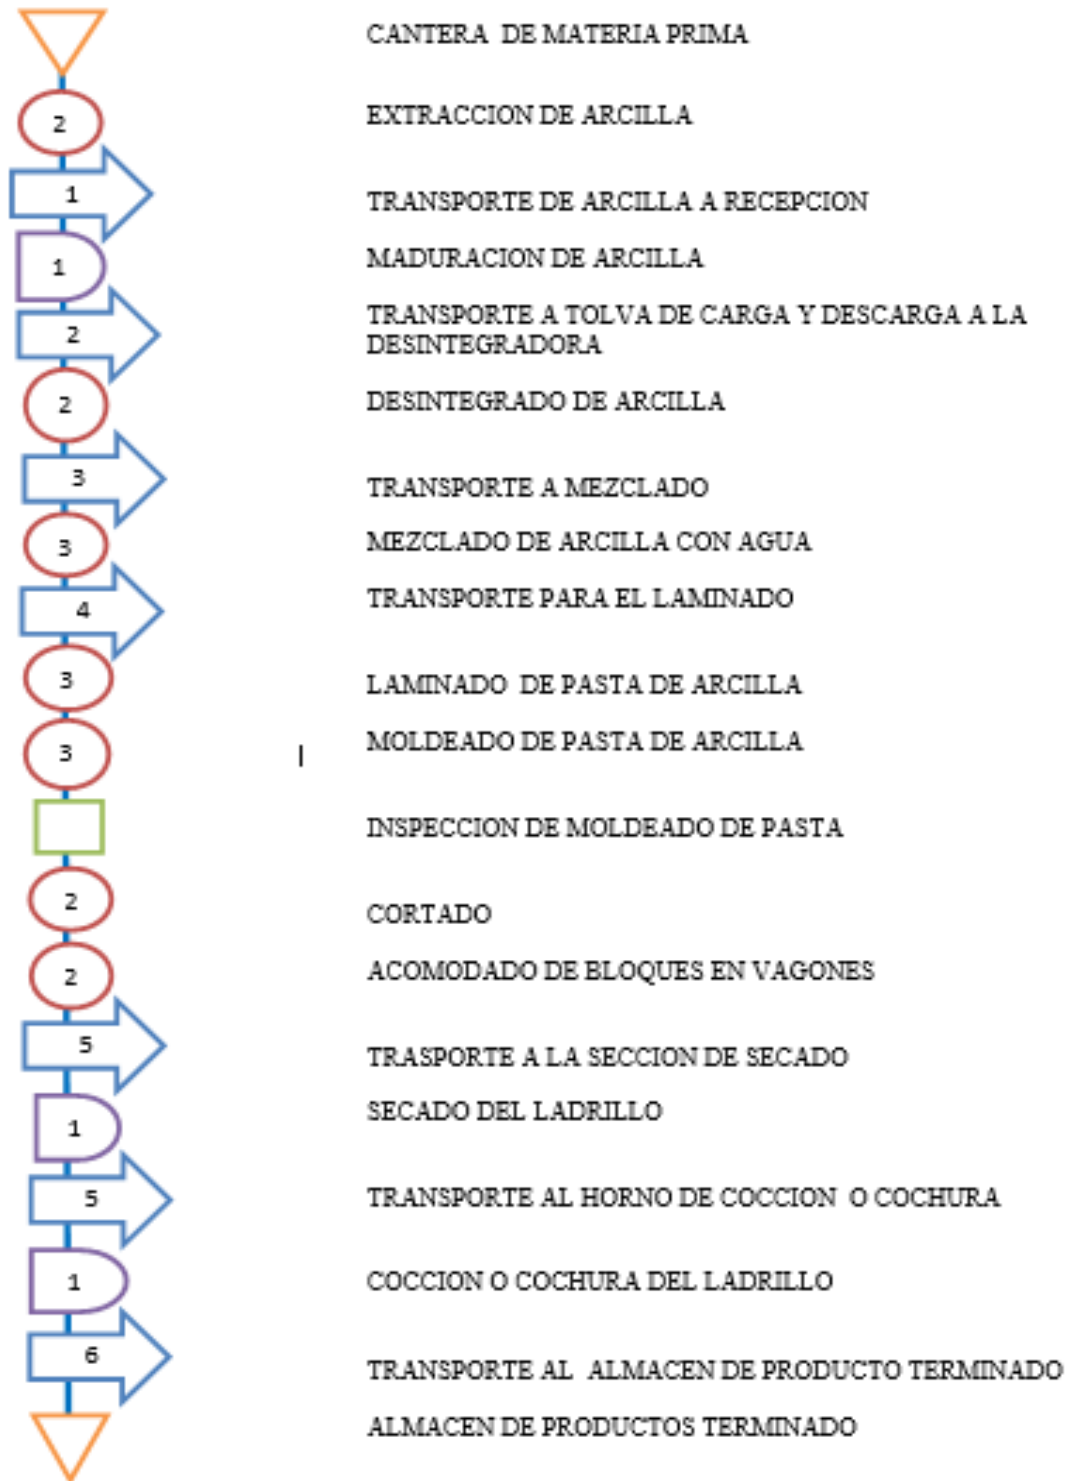 CANTERA DE MATERIA PRIMA
2 EXTRACCION DE ARCILLA
1 TRANSPORTE DE ARCILLA A RECEPCION
1 MADURACION DE ARCILLA
2 TRANSPORTE A TOLVA DE CARGA Y DESCARGA A LA
DESINTEGRADORA
2 DESINTEGRADO DE ARCILLA
3 TRANSPORTE A MEZCLADO
3 MEZCLADO DE ARCILLA CON AGUA
4 TRANSPORTE PARA EL LAMINADO
3 LAMINADO DE PASTA DE ARCILLA
3 MOLDEADO DE PASTA DE ARCILLA
INSPECCION DE MOLDEADO DE PASTA
2 CORTADO
2 ACOMODADO DE BLOQUES EN VAGONES
5 TRASPORTE A LA SECCION DE SECADO
1 SECADO DEL LADRILLO
5 TRANSPORTE AL HORNO DE COCCION O COCHURA
1 COCCION O COCHURA DEL LADRILLO
6 TRANSPORTE AL ALMACEN DE PRODUCTO TERMINADO
ALMACEN DE PRODUCTOS TERMINADO